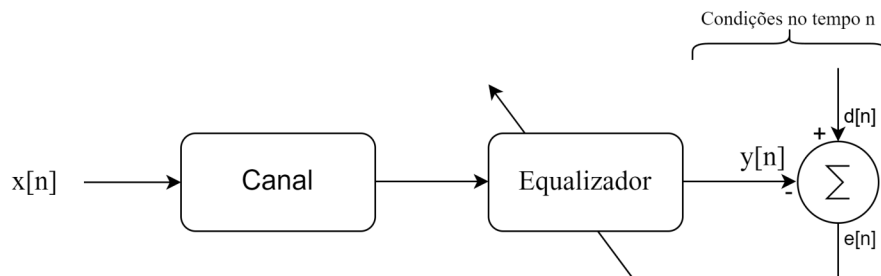 Condições no tempo n
d[n]
+
x[n]
Canal
Equalizador
y[n]
-
Σ
e[n]